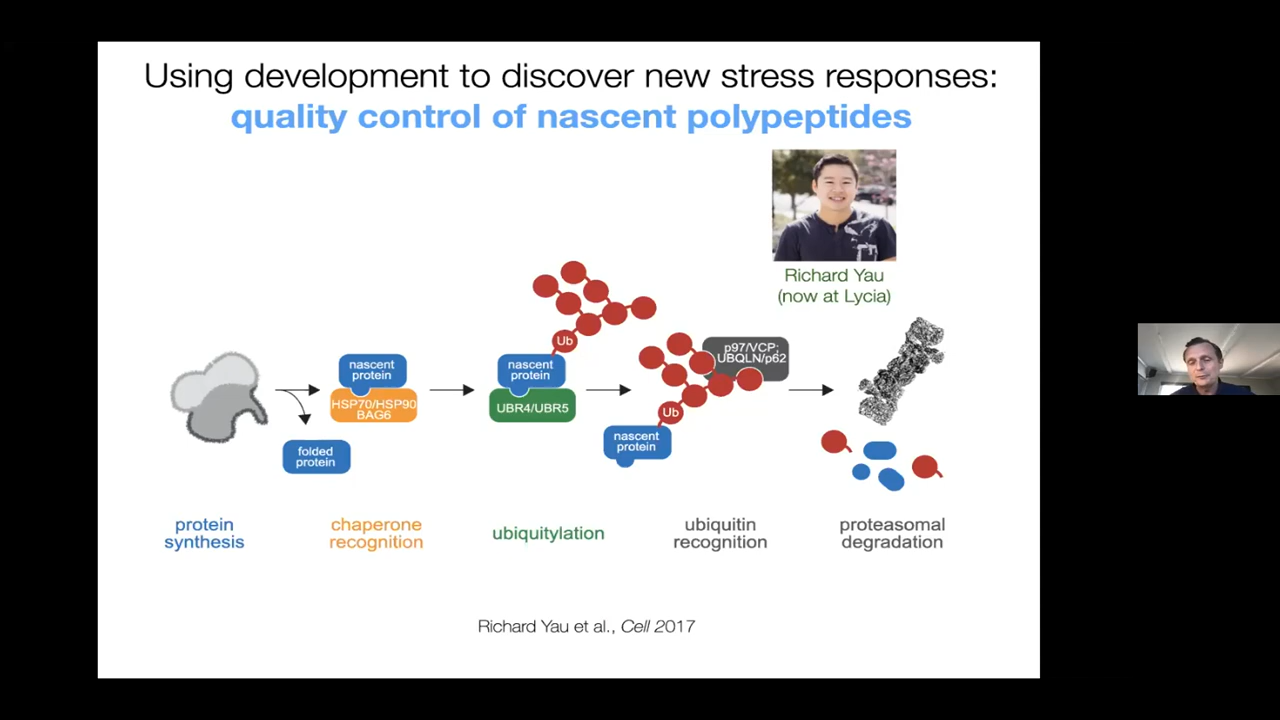 Using development to discover new stress responses:
quality control of nascent polypeptides
Richard Yau
(now at Lycia)
Ub
nascent
protein
HSP70/HSP90
BAG6
folded
protein
nascent
protein
UBR4/UBR5
p97/VCP;
UBQLN/p62
Ub
nascent
protein
protein
synthesis
chaperone
recognition
ubiquitylation
ubiquitin
recognition
proteasomal
degradation
Richard Yau et al., Cell 2017